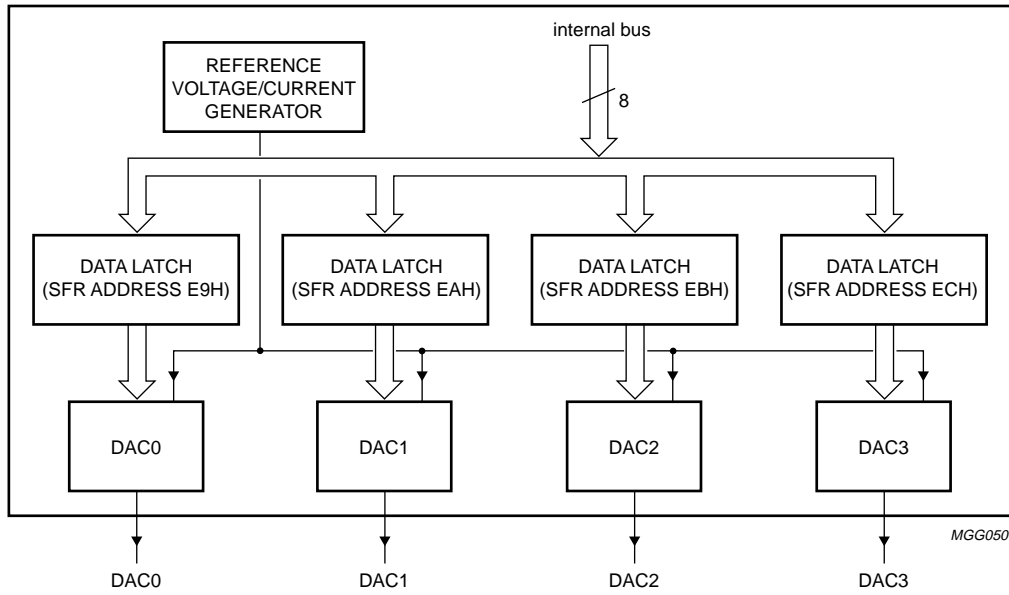 internal bus
REFERENCE
VOLTAGE/CURRENT
GENERATOR
8
DATA LATCH
(SFR ADDRESS E9H)
DATA LATCH
(SFR ADDRESS EAH)
DATA LATCH
(SFR ADDRESS EBH)
DATA LATCH
(SFR ADDRESS ECH)
DAC0
DAC1
DAC2
DAC3
MGG050
DAC0
DAC1
DAC2
DAC3